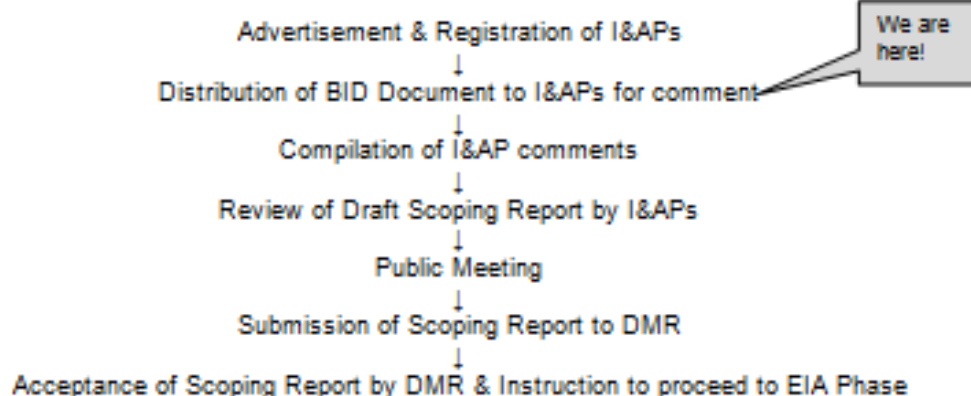 Advertisement & Registration of I&APs
We are
here!
Distribution of BID Document to I&APs for comment
Compilation of I&AP comments
Review of Draft Scoping Report by I&APs
Public Meeting
Submission of Scoping Report to DMR
Acceptance of Scoping Report by DMR & Instruction to proceed to EIA Phase